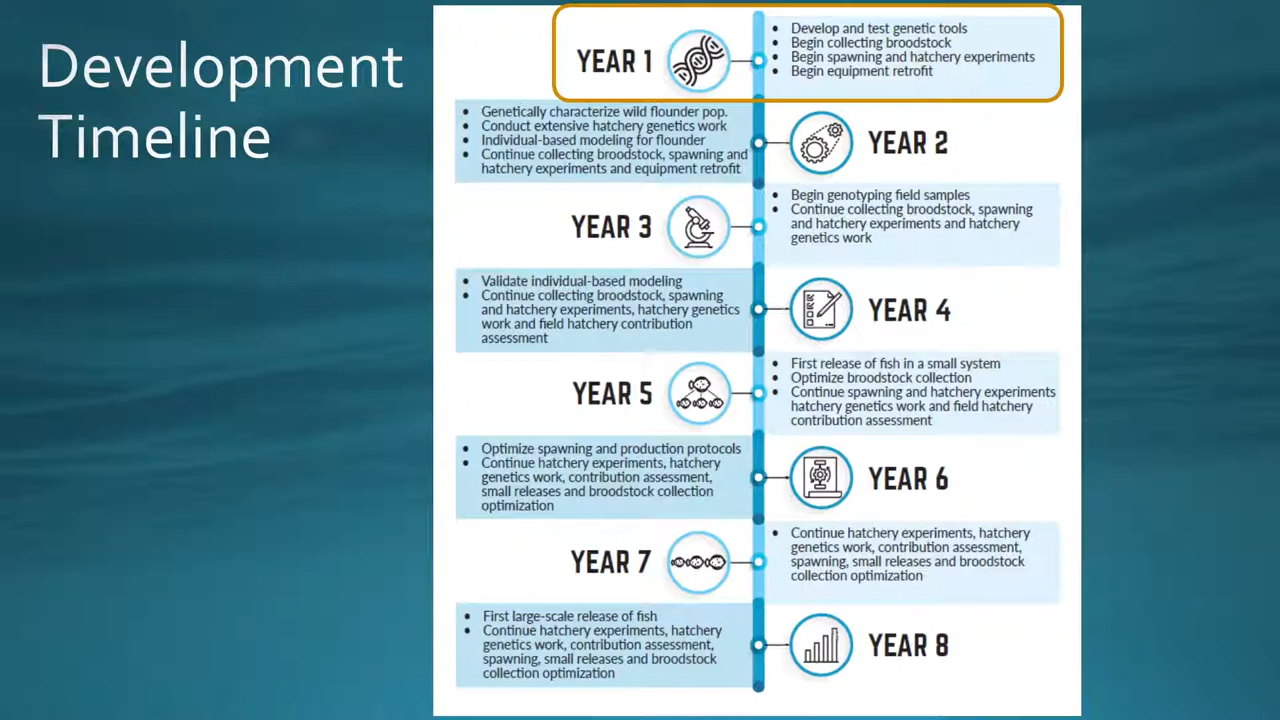 Development
Timeline
YEAR 1
• Develop and test genetic tools
• Begin collecting broodstock
• Begin spawning and hatchery experiments
• Begin equipment retrofit
• Genetically characterize wild flounder pop.
• Conduct extensive hatchery genetics work
• Individual-based modeling for flounder
• Continue collecting broodstock, spawning and
hatchery experiments and equipment retrofit
YEAR 2
YEAR 3
• Begin genotyping field samples
• Continue collecting broodstock, spawning
and hatchery experiments and hatchery
genetics work
• Validate individual-based modeling
• Continue collecting broodstock, spawning
and hatchery experiments, hatchery genetics
work and field hatchery contribution
assessment
YEAR 4
YEAR 5
• First release of fish in a small system
• Optimize broodstock collection
• Continue spawning and hatchery experiments
hatchery genetics work and field hatchery
contribution assessment
• Optimize spawning and production protocols
• Continue hatchery experiments, hatchery
genetics work, contribution assessment,
small releases and broodstock collection
optimization
YEAR 6
YEAR 7
• Continue hatchery experiments, hatchery
genetics work, contribution assessment,
spawning, small releases and broodstock
collection optimization
• First large-scale release of fish
• Continue hatchery experiments, hatchery
genetics work, contribution assessment,
spawning, small releases and broodstock
collection optimization
YEAR 8